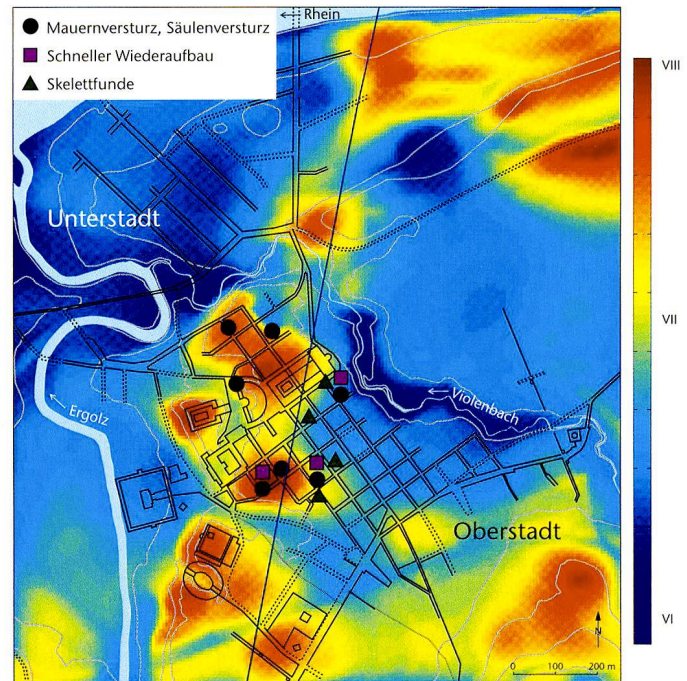 Mauernversturz, Säulenversturz
Schneller Wiederaufbau
Skelettfunde
← Rhein
VIII
Unterstadt
VII
← Violenbach
← Ergolz
Oberstadt
VI
N
0 100 200 m